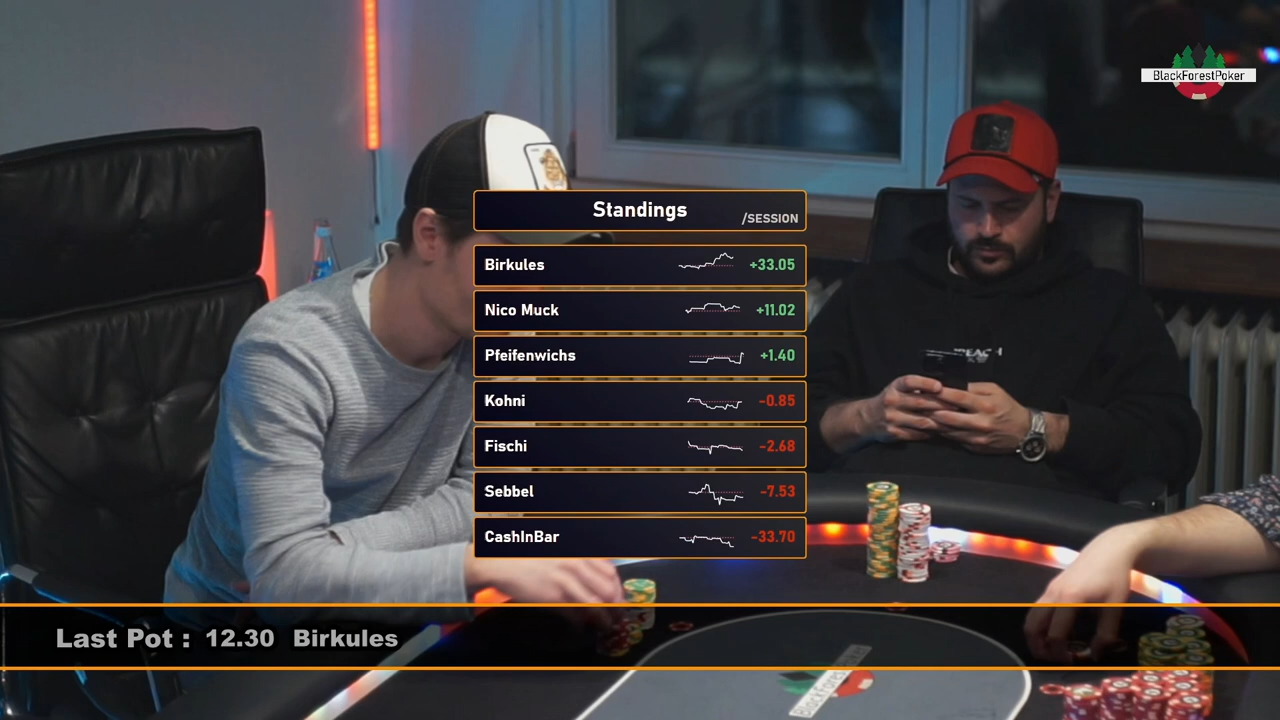 BlackForestPoker
Standings
/SESSION
Birkules +33.05
Nico Muck +11.02
Pfeifenwichs +1.40
Kohni -0.85
Fischi -2.68
Sebbel -7.53
CashInBar -33.70
Last Pot : 12.30 Birkules
BlackForestPoker